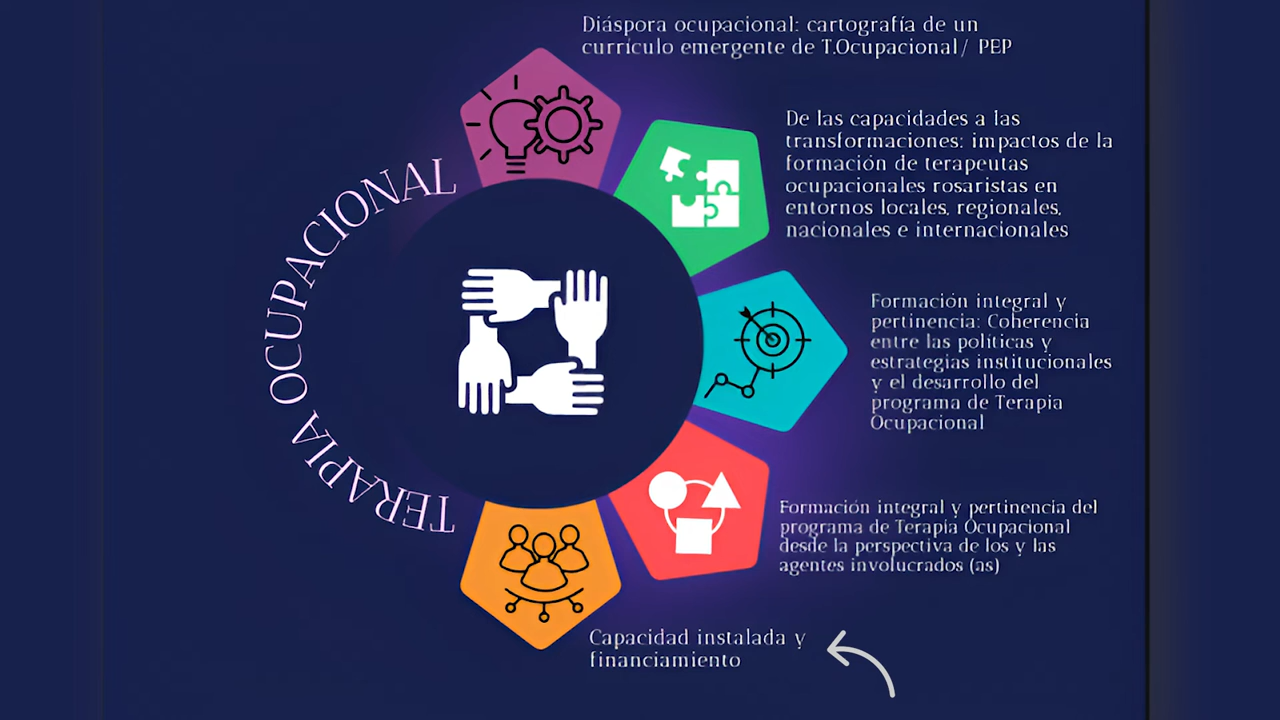 Diáspora ocupacional: cartografía de un
currículo emergente de T.Ocupacional/ PEP
De las capacidades a las
transformaciones: impactos de la
formación de terapeutas
ocupacionales rosaristas en
entornos locales, regionales,
nacionales e internacionales
TERAPIA OCUPACIONAL
Formación integral y
pertinencia: Coherencia
entre las políticas y
estrategias institucionales
y el desarrollo del
programa de Terapia
Ocupacional
Formación integral y pertinencia del
programa de Terapia Ocupacional
desde la perspectiva de los y las
agentes involucrados (as)
Capacidad instalada y
financiamiento